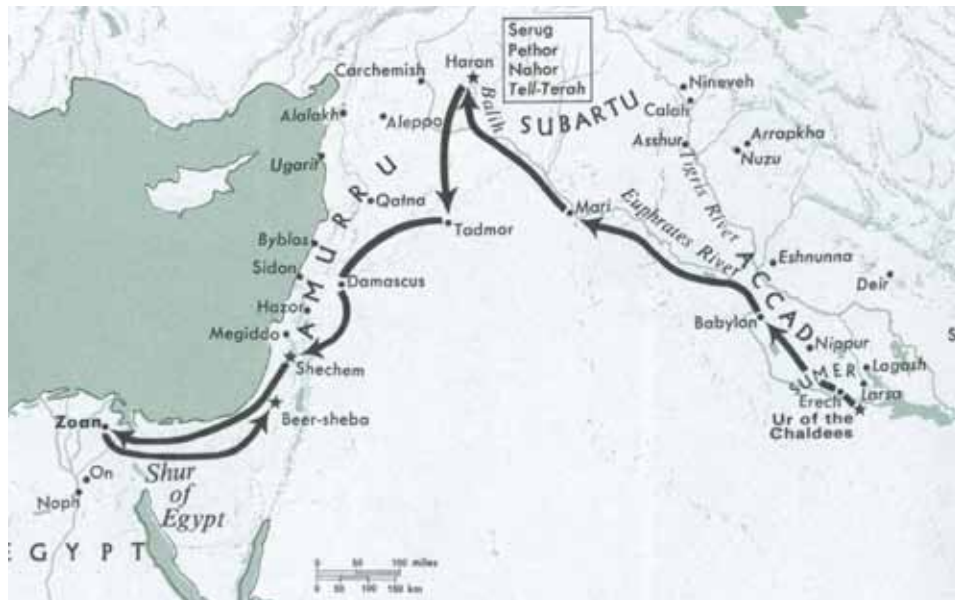 Serug
Pethor
Nahor
Tell-Terah
Haran
Carchemish
Nineveh
Balih
Calah
Alalakh
Aleppo
SUBARTU
Arrapkha
Asshur
Nuzu
Ugarit
Tigris River
Qatna
Mari
Euphrates River
Tadmor
AMURRU
Byblos
Sidon
Damascus
Eshnunna
Deir
ACCAD
Hazor
Babylon
Megiddo
Nippur
S
Shechem
Lagash
SUMER
Larsa
Erech
Beer-sheba
Ur of the
Chaldees
Zoan
On
Shur
of
Egypt
Noph
EGYPT
0 50 100 miles
0 50 100 150 km